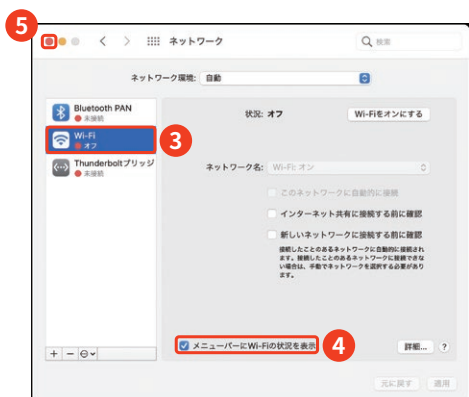 5
ネットワーク
検索
ネットワーク環境: 自動
Bluetooth PAN
未接続
Wi-Fi
オフ
3
Thunderboltブリッジ
未接続
状況: オフ
Wi-Fiをオンにする
ネットワーク名: Wi-Fi: オン
このネットワークに自動的に接続
インターネット共有に接続する前に確認
新しいネットワークに接続する前に確認
接続したことのあるネットワークに自動的に接続され
ます。接続したことのあるネットワークに接続できな
い場合は、手動でネットワークを選択する必要があり
ます。
メニューバーにWi-Fiの状況を表示
4
詳細... ?
元に戻す 適用